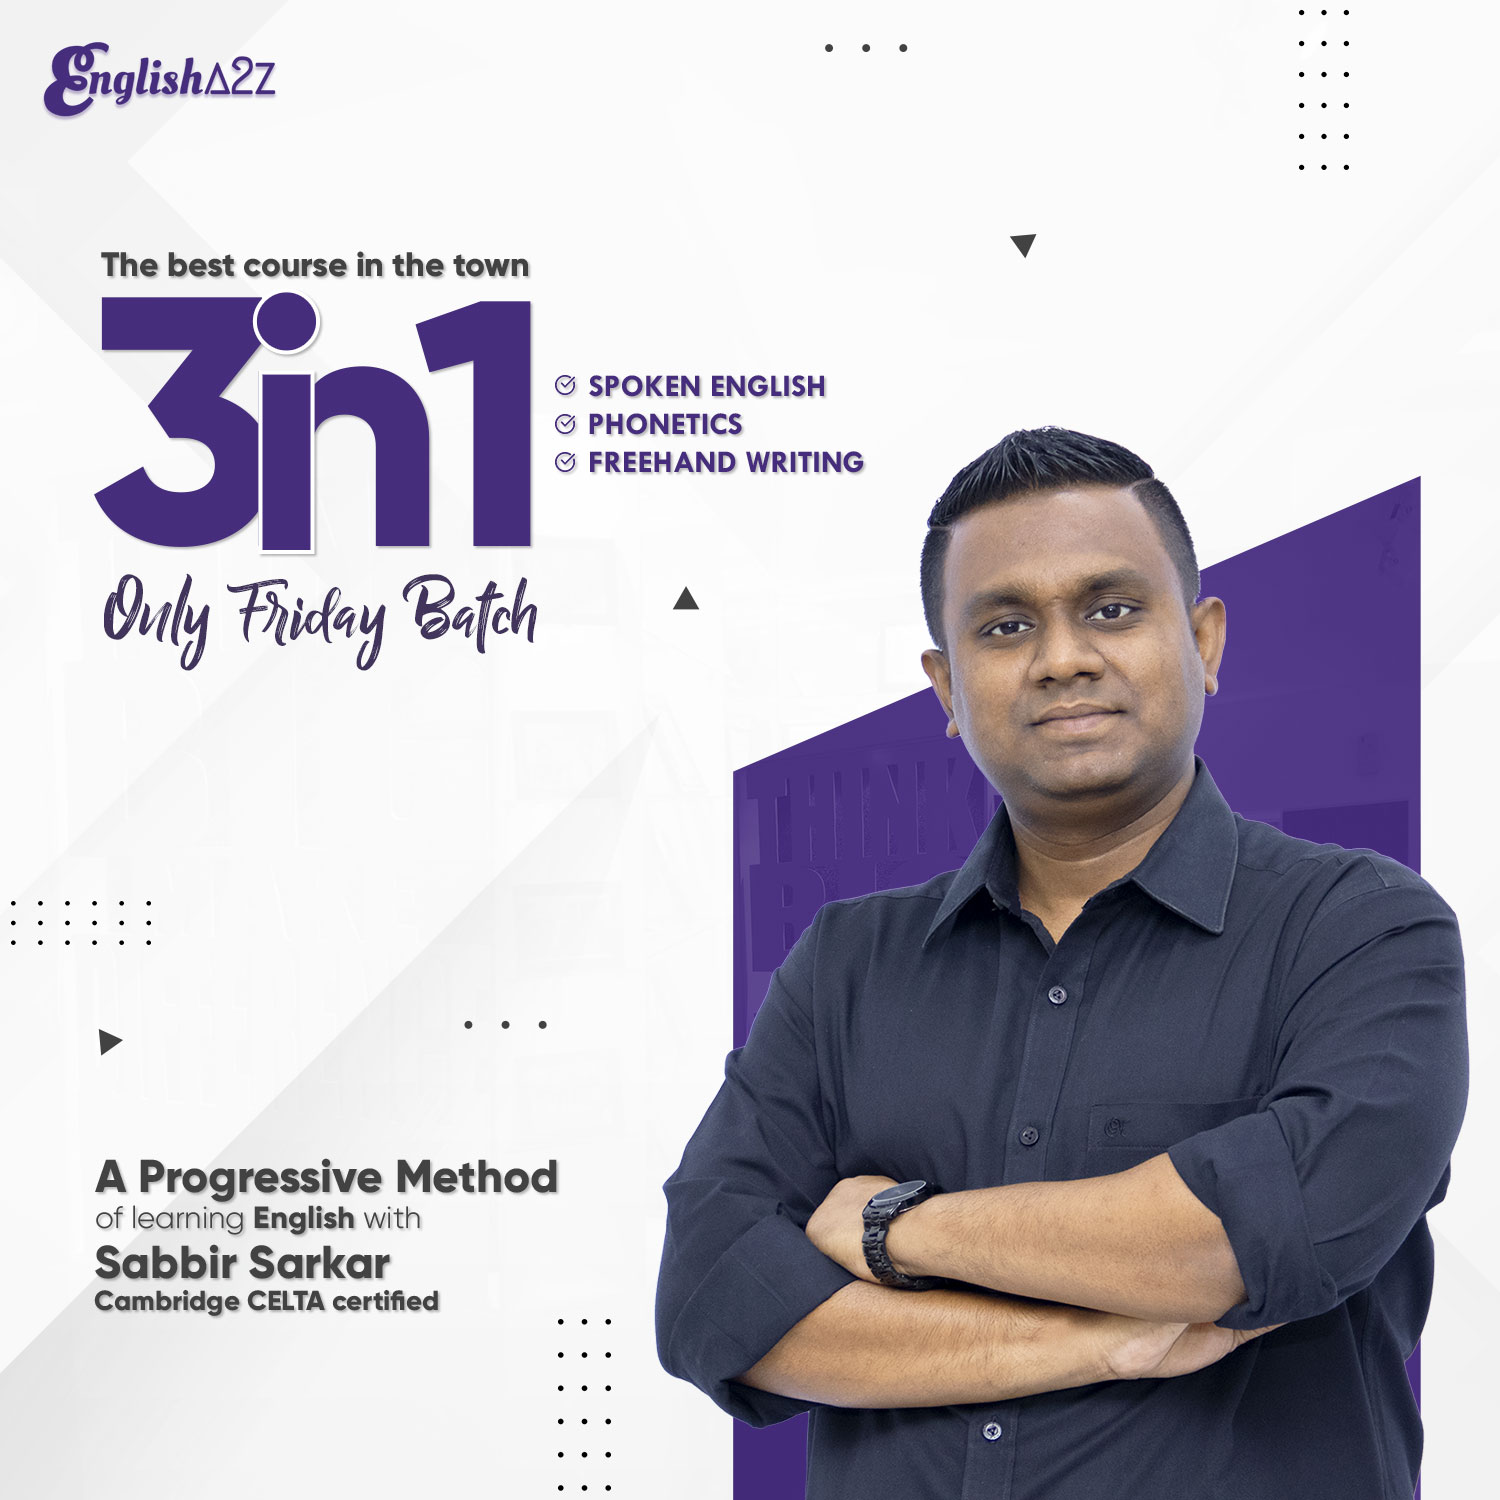 EnglishA2Z
The best course in the town
3in1
SPOKEN ENGLISH
PHONETICS
FREEHAND WRITING
Only Friday Batch
THINK
A Progressive Method
of learning English with
Sabbir Sarkar
Cambridge CELTA certified